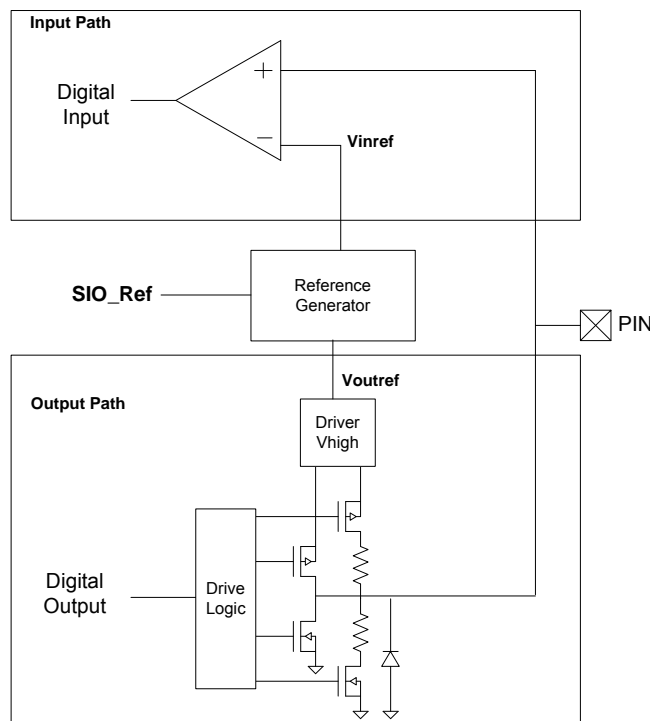 Input Path
Digital
Input
+
−
Vinref
SIO_Ref
Reference
Generator
PIN
Voutref
Output Path
Driver
Vhigh
Digital
Output
Drive
Logic